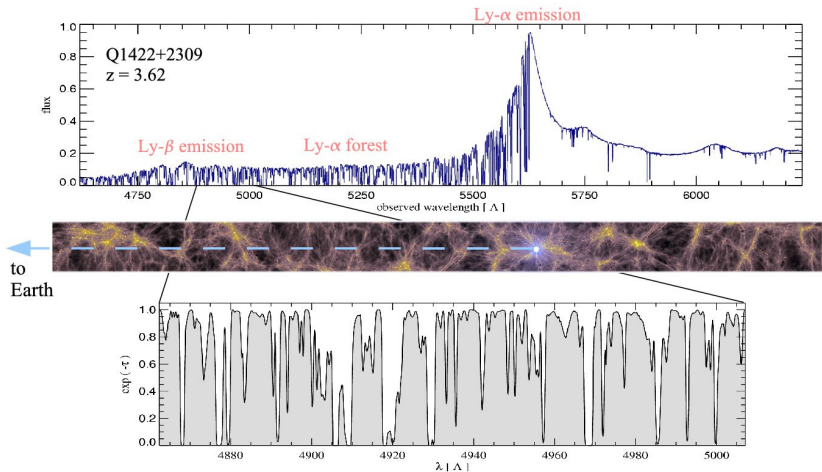 Ly-α emission
1.0
Q1422+2309
z = 3.62
0.8
0.6
flux
0.4
Ly-β emission
Ly-α forest
0.2
0.0
4750 5000 5250 5500 5750 6000
observed wavelength [ Λ ]
to
Earth
1.0
0.8
0.6
exp(-τ)
0.4
0.2
0.0
4880 4900 4920 4940 4960 4980 5000
λ [ Λ ]